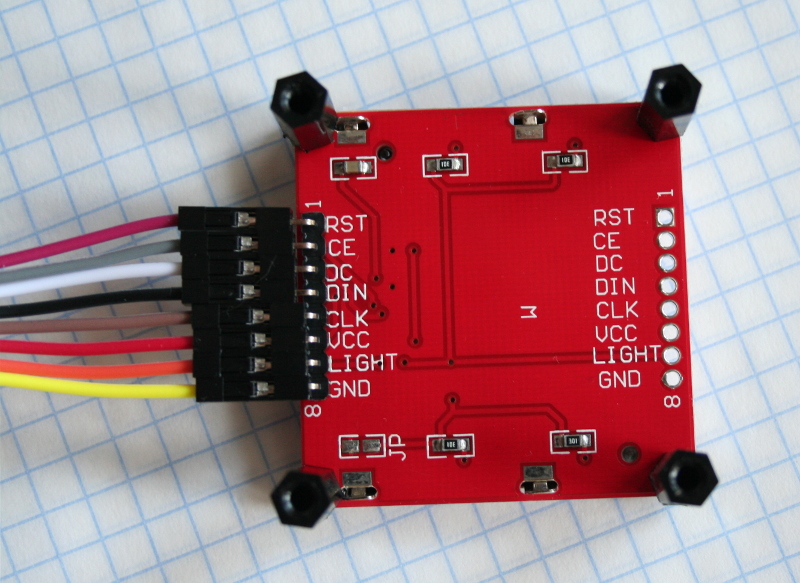 1
RST
CE
DC
DIN
CLK
VCC
LIGHT
GND
8
JP
M
1
RST
CE
DC
DIN
CLK
VCC
LIGHT
GND
8